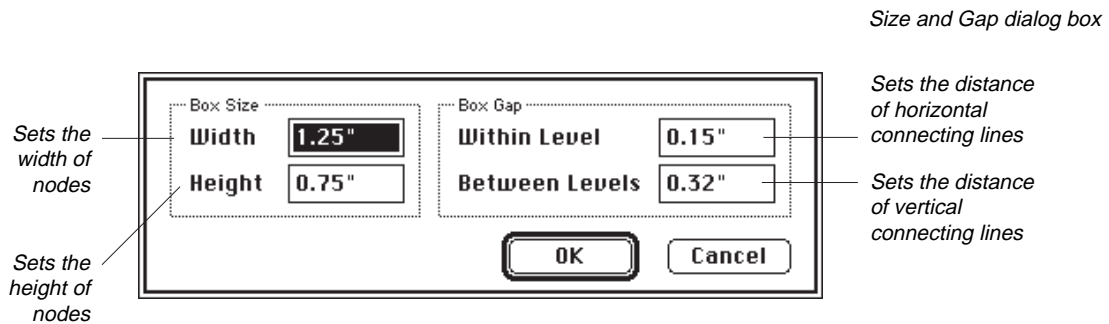 Size and Gap dialog box
Box Size
Width 1.25"
Height 0.75"
Box Gap
Within Level 0.15"
Between Levels 0.32"
OK Cancel
Sets the
width of
nodes
Sets the
height of
nodes
Sets the distance
of horizontal
connecting lines
Sets the distance
of vertical
connecting lines